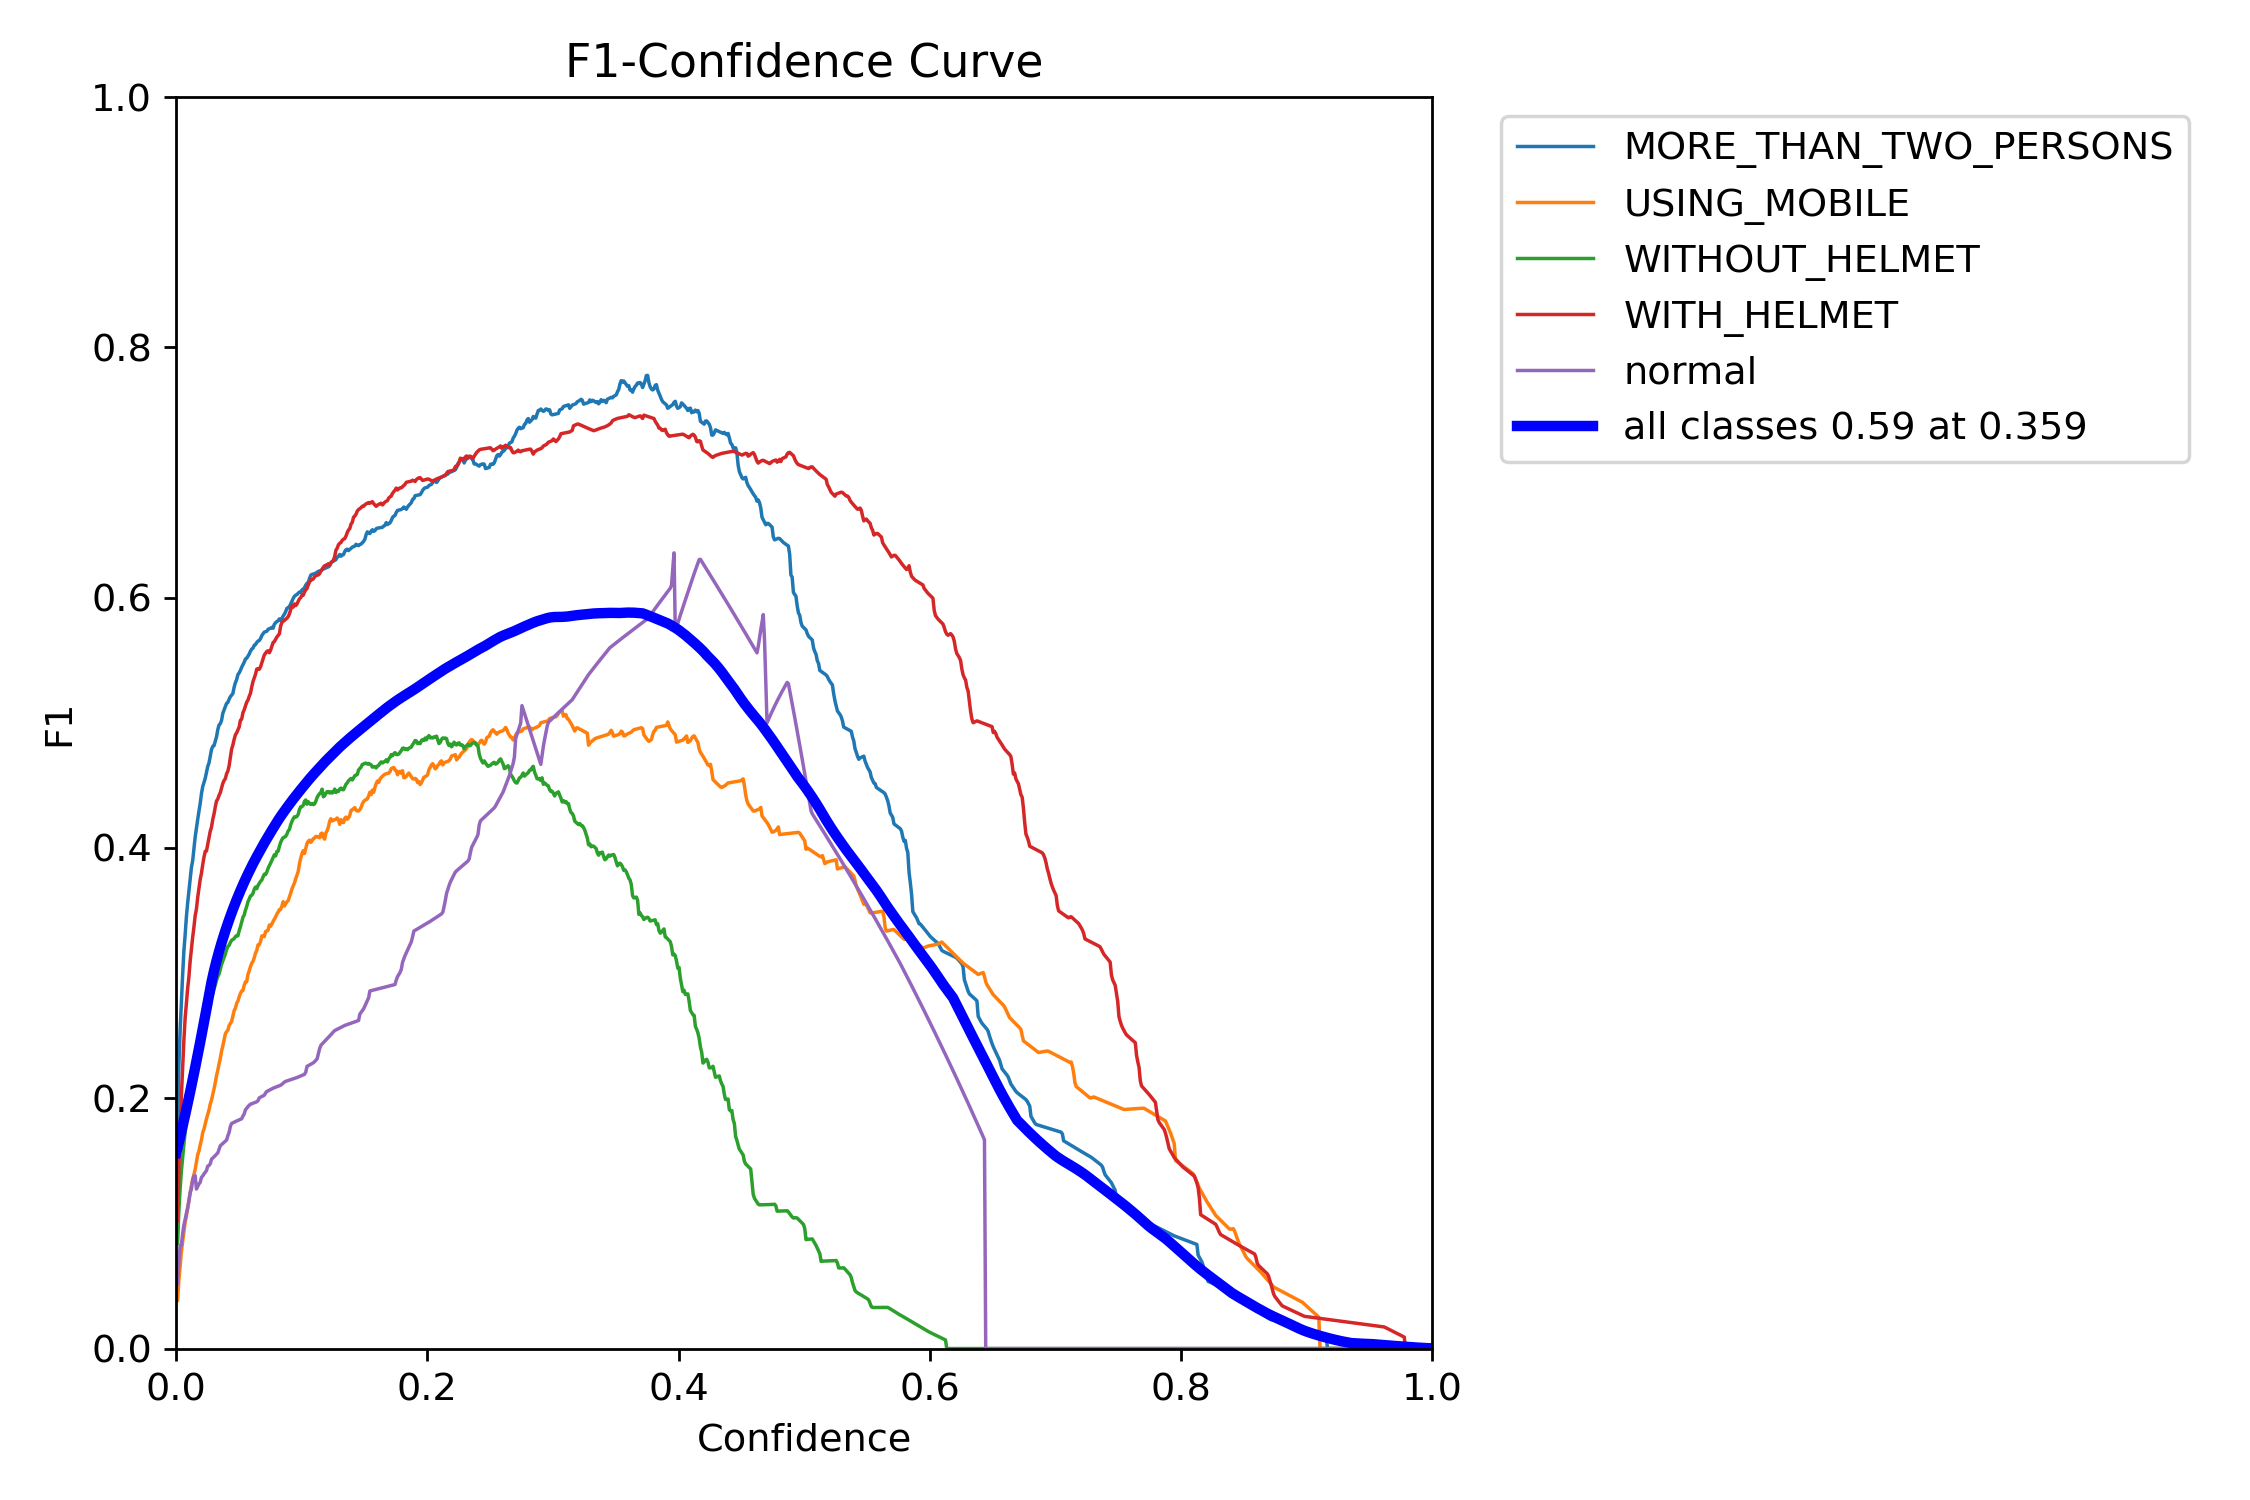 F1-Confidence Curve
1.0
0.8
0.6
0.4
0.2
0.0
F1
0.0 0.2 0.4 0.6 0.8 1.0
Confidence
MORE_THAN_TWO_PERSONS
USING_MOBILE
WITHOUT_HELMET
WITH_HELMET
normal
all classes 0.59 at 0.359